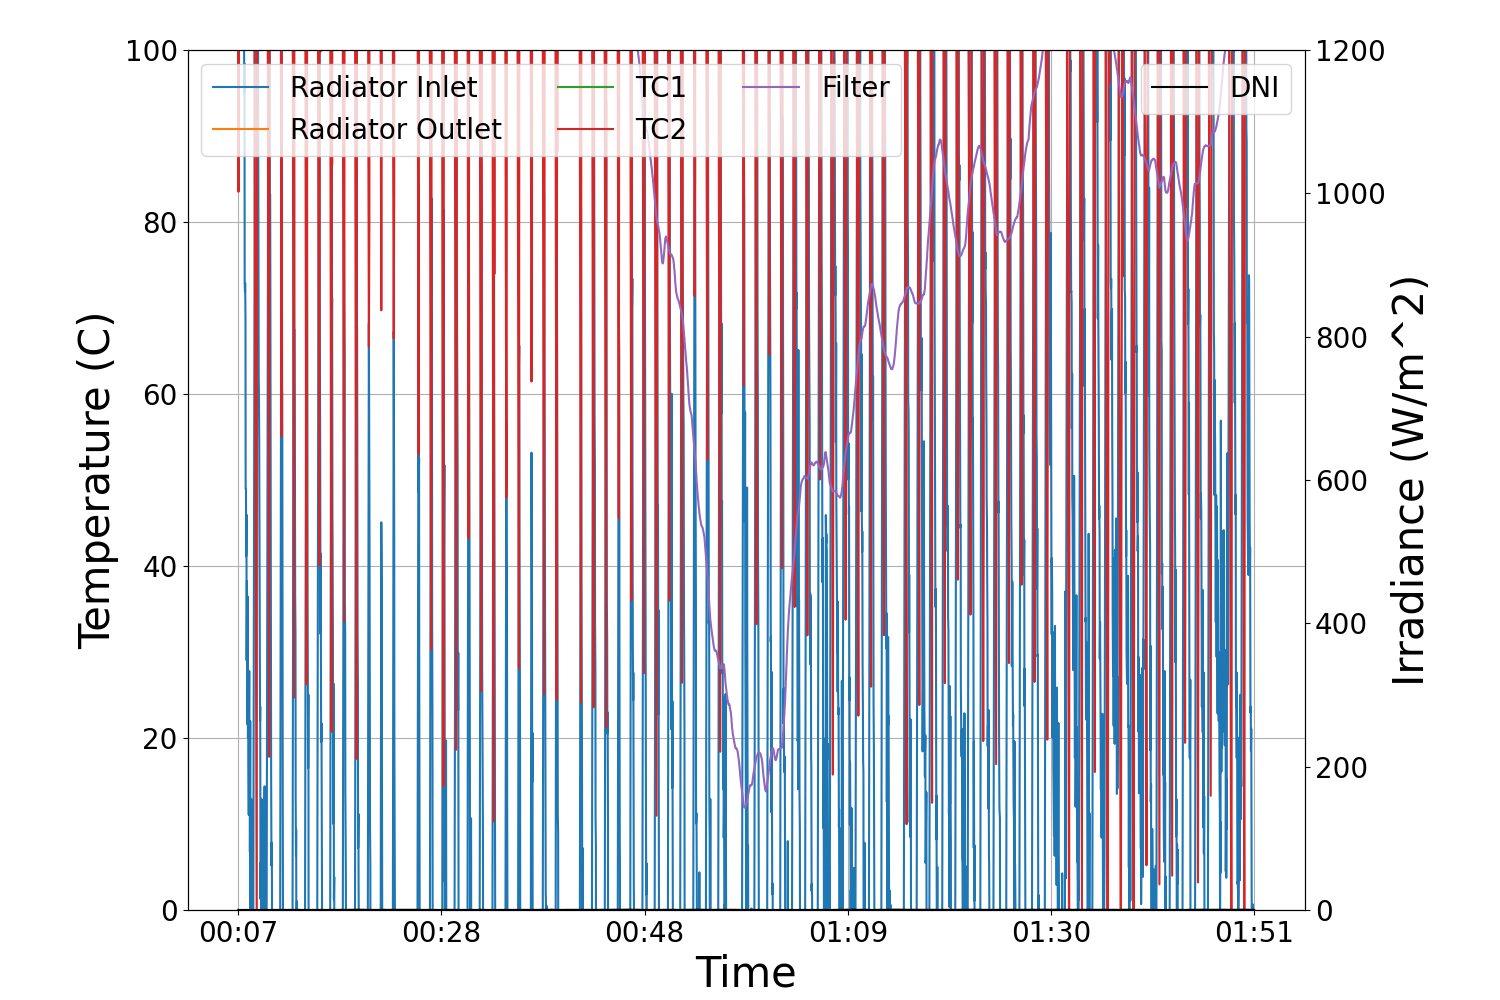 Radiator Inlet
Radiator Outlet
TC1
TC2
Filter
DNI
100
80
60
40
20
0
Temperature (C)
1200
1000
800
600
400
200
0
Irradiance (W/m^2)
00:07 00:28 00:48 01:09 01:30 01:51
Time